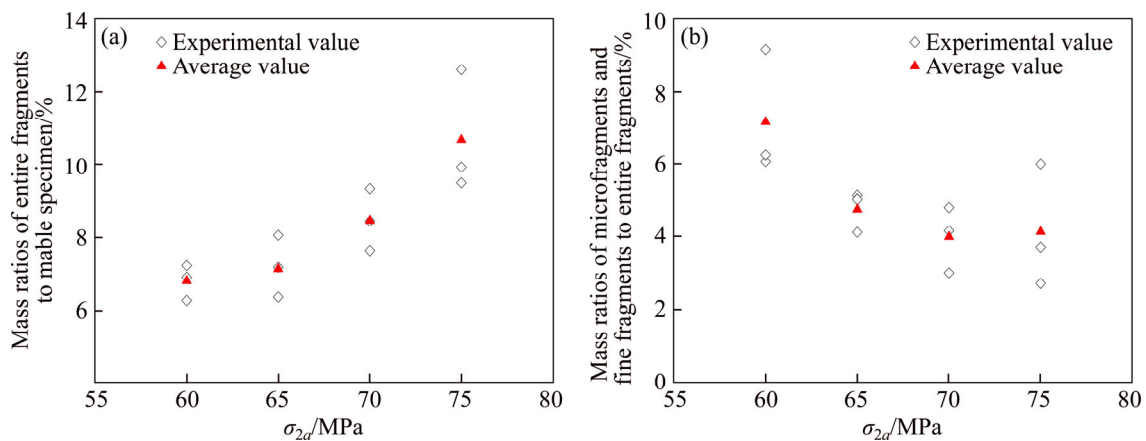 (a)
Experimental value
Average value
Mass ratios of entire fragments
to mable specimen/%
14
12
10
8
6
55 60 65 70 75 80
σ2a/MPa
(b)
Experimental value
Average value
Mass ratios of microfragments and
fine fragments to entire fragments/%
10
8
6
4
2
0
55 60 65 70 75 80
σ2a/MPa